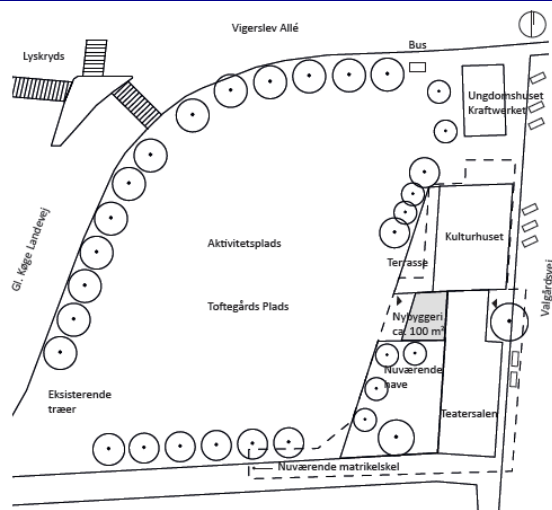 Vigerslev Allé
Bus
Lyskryds
Ungdomshuset
Kraftwerket
Gl. Køge Landevej
Aktivitetsplads
Kulturhuset
Terrasse
Valgårdsvej
Toftegårds Plads
Nybyggeri
ca. 100 m²
Nuværende
have
Eksisterende
træer
Teatersalen
Nuværende matrikelskel